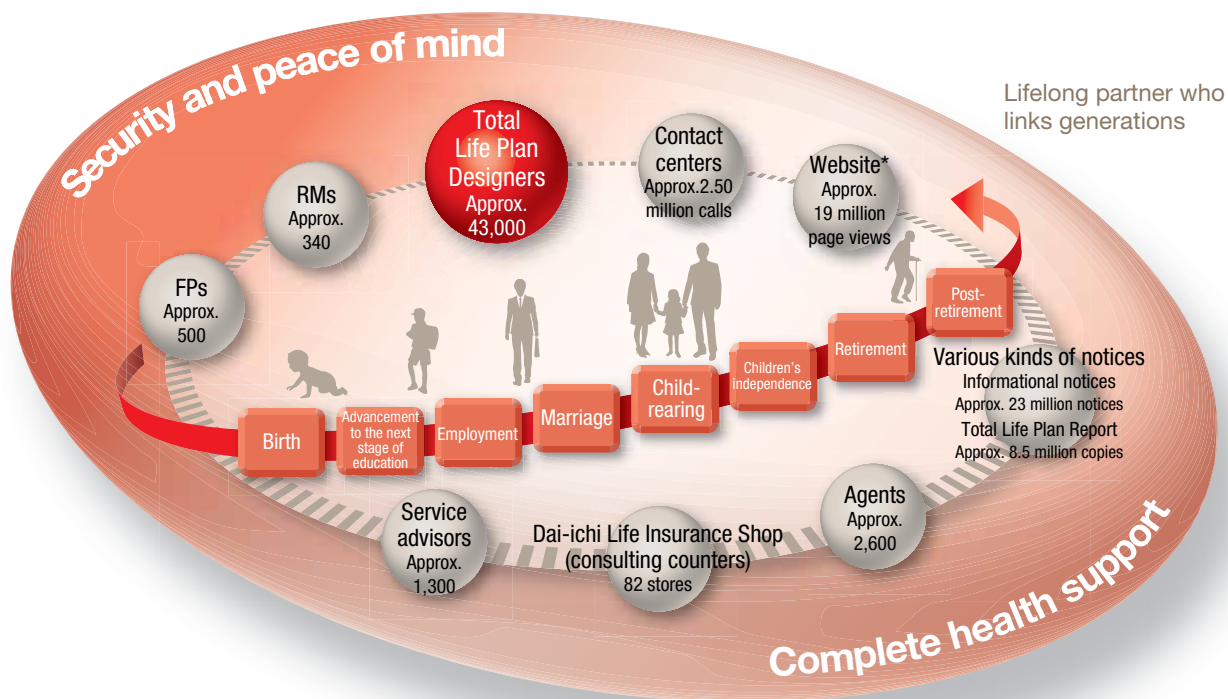 Security and peace of mind
Lifelong partner who
links generations
Total
Life Plan
Designers
Approx.
43,000
Contact
centers
Approx.2.50
million calls
Website*
Approx.
19 million
page views
RMs
Approx.
340
FPs
Approx.
500
Birth
Advancement
to the next
stage of
education
Employment
Marriage
Child-
rearing
Children's
independence
Retirement
Post-
retirement
Various kinds of notices
Informational notices
Approx. 23 million notices
Total Life Plan Report
Approx. 8.5 million copies
Service
advisors
Approx.
1,300
Dai-ichi Life Insurance Shop
(consulting counters)
82 stores
Agents
Approx.
2,600
Complete health support